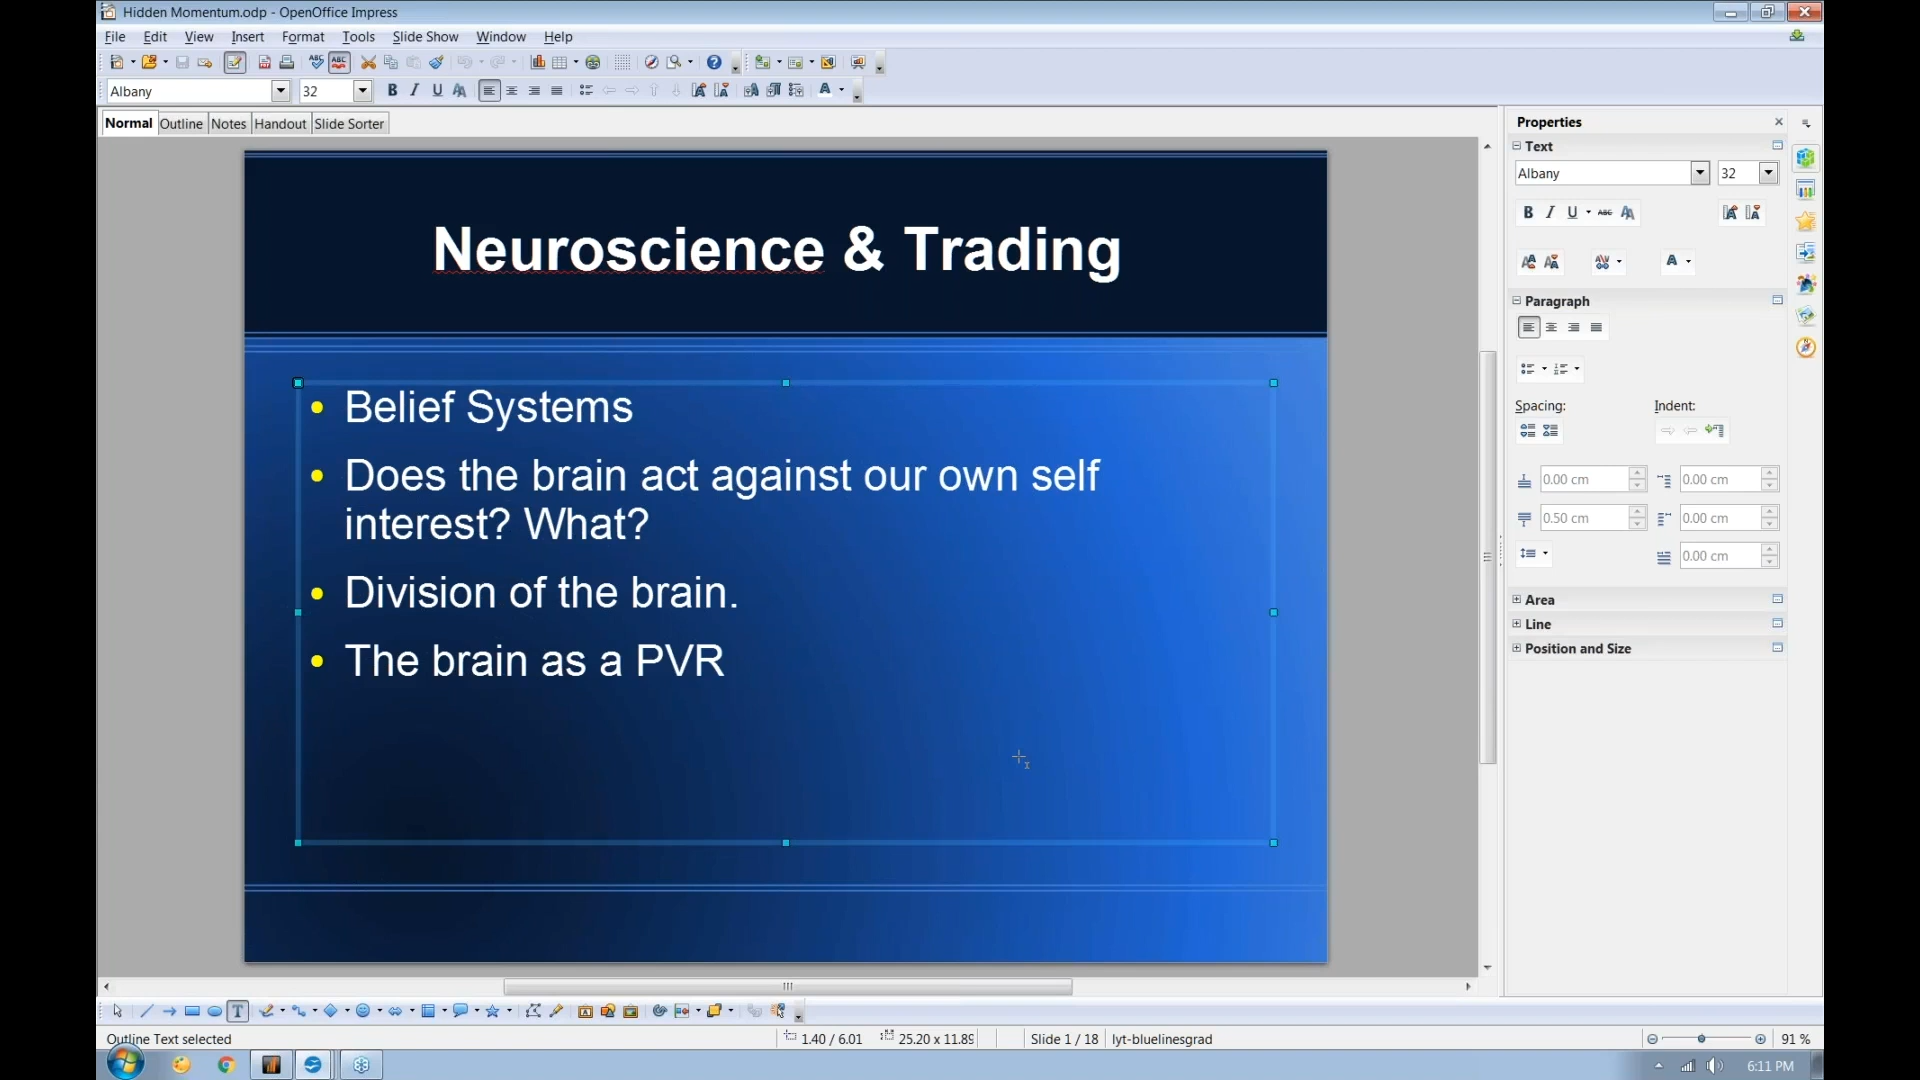 Hidden Momentum.odp - OpenOffice Impress
File Edit View Insert Format Tools Slide Show Window Help
Albany 32
Normal Outline Notes Handout Slide Sorter
Neuroscience & Trading
Belief Systems
Does the brain act against our own self
interest? What?
Division of the brain.
The brain as a PVR
Properties
Text
Albany 32
Paragraph
Spacing: Indent:
0.00 cm 0.00 cm
0.50 cm 0.00 cm
0.00 cm
Area
Line
Position and Size
Outline Text selected 1.40 / 6.01 25.20 x 11.89 Slide 1 / 18 lyt-bluelinesgrad 91 %
6:11 PM